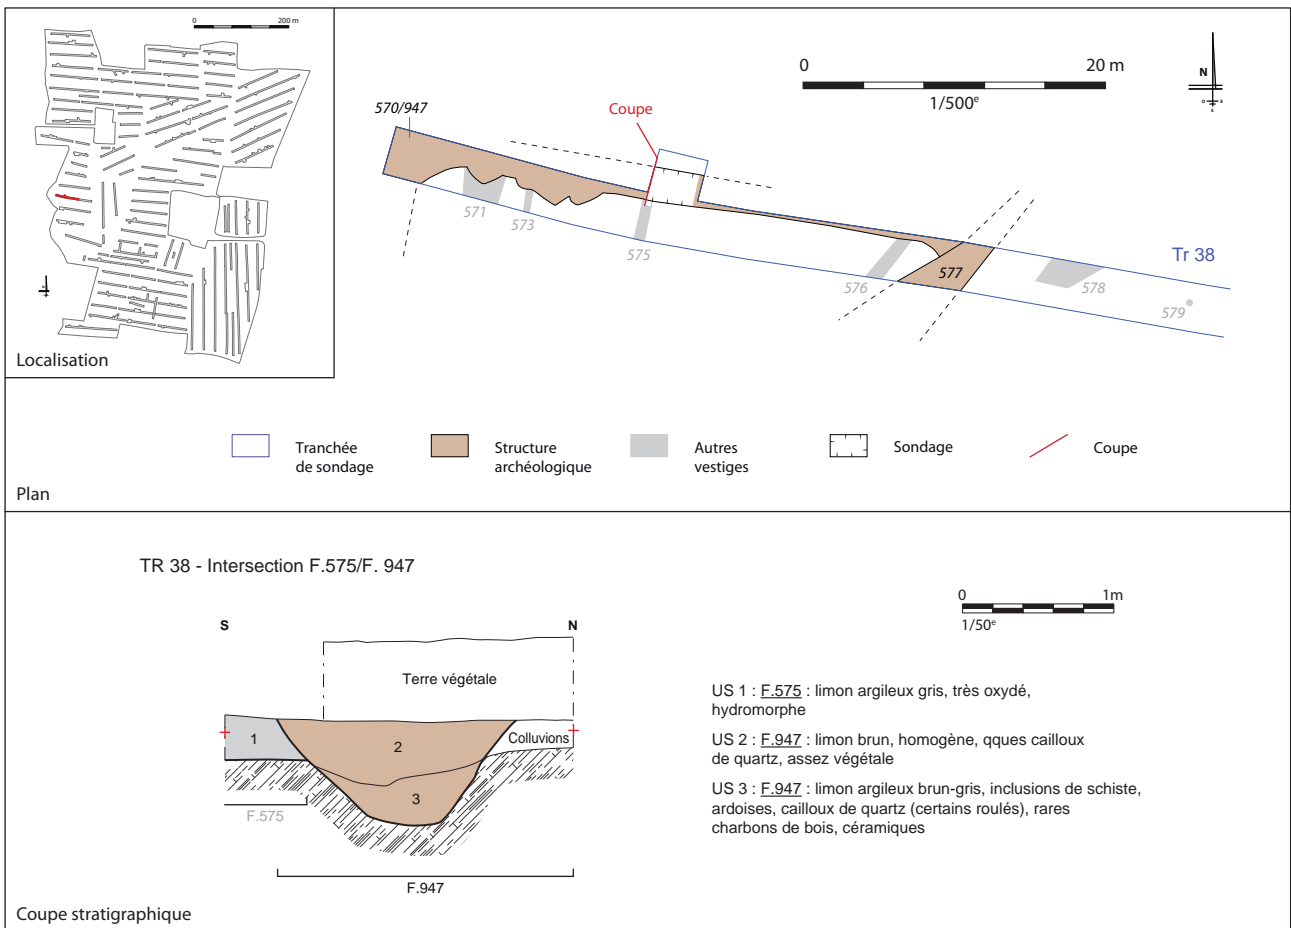 0 200 m
Localisation
0 20 m
1/500e
N
O E
S
570/947
Coupe
571
573
575
576
577
578
579
Tr 38
Tranchée
de sondage
Structure
archéologique
Autres
vestiges
Sondage
Coupe
Plan
TR 38 - Intersection F.575/F. 947
0 1m
1/50e
S N
Terre végétale
1
2
Colluvions
3
F.575
F.947
US 1 : F.575 : limon argileux gris, très oxydé,
hydromorphe
US 2 : F.947 : limon brun, homogène, qques cailloux
de quartz, assez végétale
US 3 : F.947 : limon argileux brun-gris, inclusions de schiste,
ardoises, cailloux de quartz (certains roulés), rares
charbons de bois, céramiques
Coupe stratigraphique